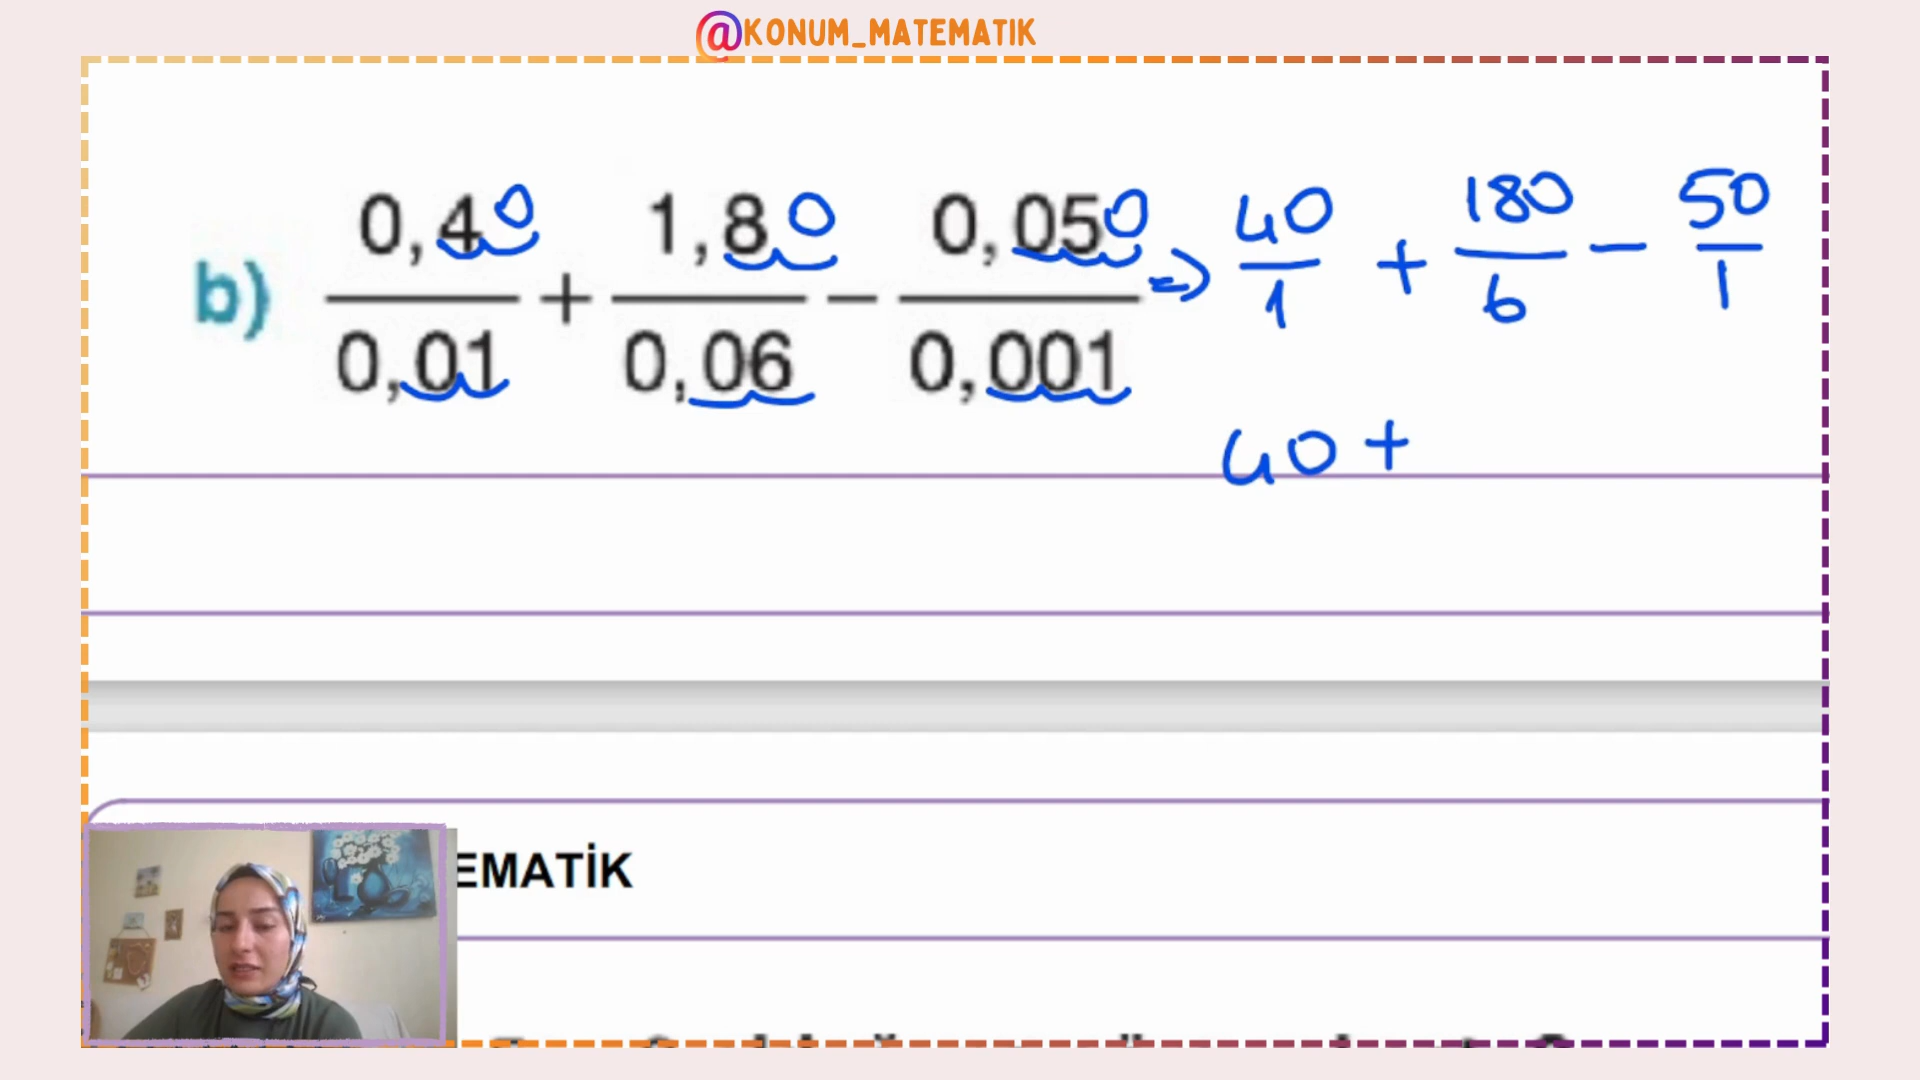 @KONUM_MATEMATIK
b) 0,40/0,01 + 1,80/0,06 − 0,050/0,001 => 40/1 + 180/6 − 50/1
40 +
EMATİK